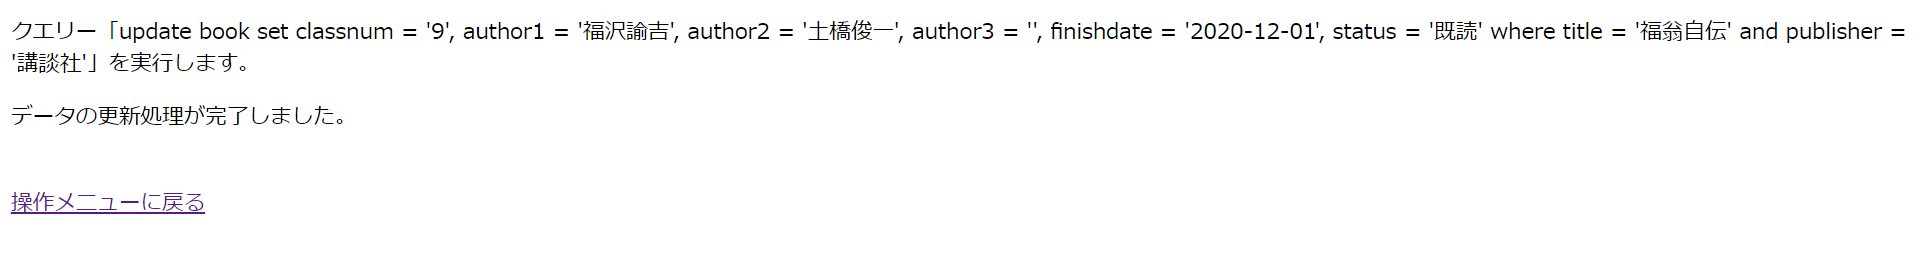 クエリー「update book set classnum = '9', author1 = '福沢諭吉', author2 = '土橋俊一', author3 = '', finishdate = '2020-12-01', status = '既読' where title = '福翁自伝' and publisher =
'講談社'」を実行します。
データの更新処理が完了しました。
操作メニューに戻る